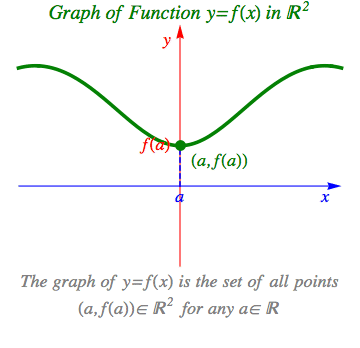 Graph of Function y=f(x) in ℝ²
y
f(a)
(a,f(a))
a
x
The graph of y=f(x) is the set of all points
(a,f(a))∈ ℝ² for any a∈ ℝ